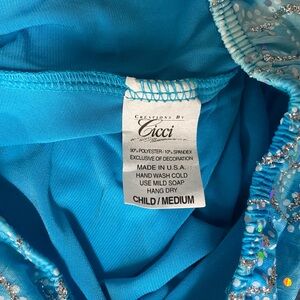 CREATIONS BY
Cicci
90% POLYESTER • 10% SPANDEX
EXCLUSIVE OF DECORATION
MADE IN U.S.A.
HAND WASH COLD
USE MILD SOAP
HANG DRY
CHILD / MEDIUM